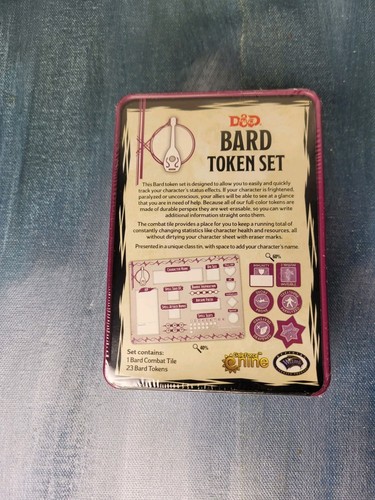 D&D
BARD
TOKEN SET
This Bard token set is designed to allow you to easily and quickly
track your character's status effects. If your character is frightened,
paralyzed or unconscious, your allies will be able to see at a glance
that you are in need of help. Because all of our full-color tokens are
made of durable perspex they are wet-erasable, so you can write
additional information straight onto them.
The combat tile provides a place for you to keep a running total of
constantly changing statistics like character health and resources, all
without dirtying your character sheet with eraser marks.
Presented in a unique class tin, with space to add your character's name.
60%
40%
Set contains:
1 Bard Combat Tile
23 Bard Tokens
nine